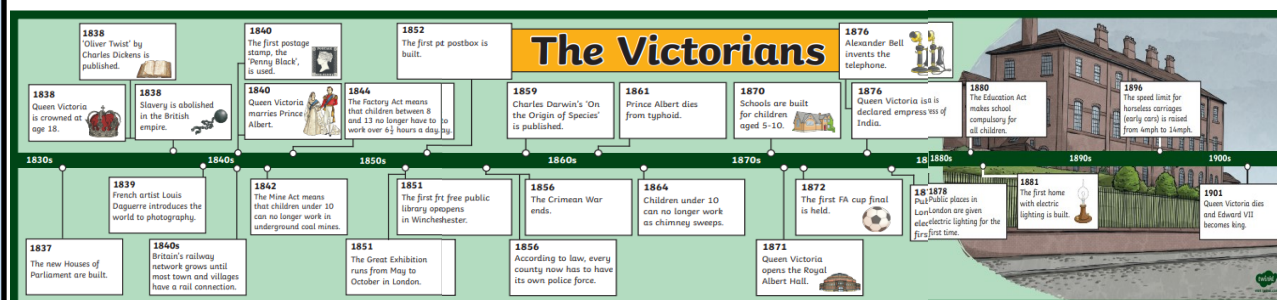 1838
'Oliver Twist' by
Charles Dickens is
published.
1840
The first postage
stamp, the
'Penny Black',
is used.
1852
The first pt postbox is
built.
The Victorians
1876
Alexander Bell
invents the
telephone.
1838
Queen Victoria
is crowned at
age 18.
1838
Slavery is abolished
in the British
empire.
1840
Queen Victoria
marries Prince
Albert.
1844
The Factory Act means
that children between 8
and 13 no longer have to
work over 6½ hours a day.
1859
Charles Darwin's 'On
the Origin of Species'
is published.
1861
Prince Albert dies
from typhoid.
1870
Schools are built
for children
aged 5-10.
1876
Queen Victoria is
declared empress
India.
1880
The Education Act
makes school
compulsory for
all children.
1896
The speed limit for
horseless carriages
(early cars) is raised
from 4mph to 14mph.
1830s
1840s
1850s
1860s
1870s
18
1880s
1890s
1900s
1839
French artist Louis
Daguerre introduces the
world to photography.
1842
The Mine Act means
that children under 10
can no longer work in
underground coal mines.
1851
The first frt free public
library opeopens
in Winchester.
1856
The Crimean War
ends.
1864
Children under 10
can no longer work
as chimney sweeps.
1872
The first FA cup final
is held.
1878
Public places in
London are given
electric lighting for the
first time.
1881
The first home
with electric
lighting is built.
1901
Queen Victoria dies
and Edward VII
becomes king.
1837
The new Houses of
Parliament are built.
1840s
Britain's railway
network grows until
most town and villages
have a rail connection.
1851
The Great Exhibition
runs from May to
October in London.
1856
According to law, every
county now has to have
its own police force.
1871
Queen Victoria
opens the Royal
Albert Hall.
twinkl